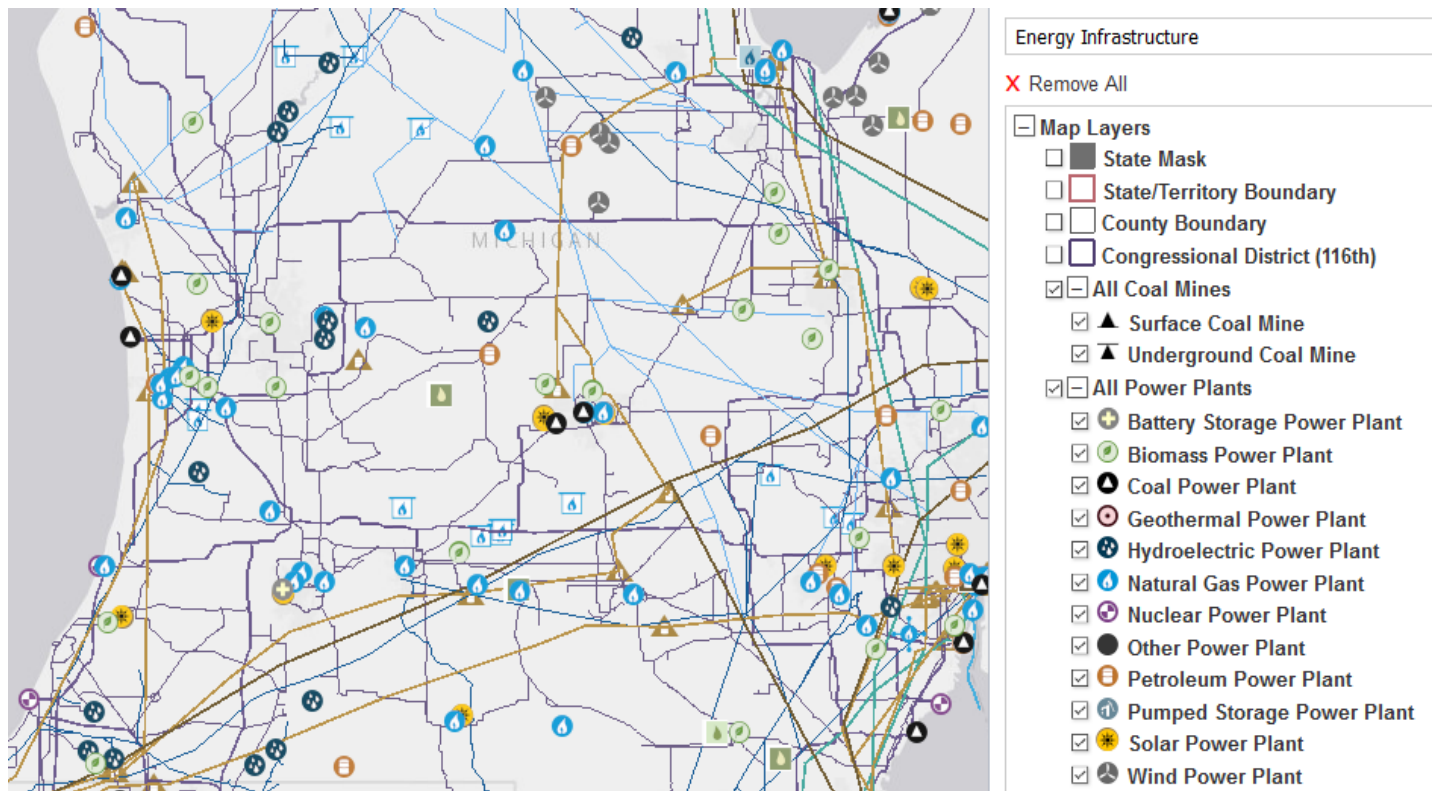 MICHIGAN
Energy Infrastructure
X Remove All
Map Layers
State Mask
State/Territory Boundary
County Boundary
Congressional District (116th)
All Coal Mines
Surface Coal Mine
Underground Coal Mine
All Power Plants
Battery Storage Power Plant
Biomass Power Plant
Coal Power Plant
Geothermal Power Plant
Hydroelectric Power Plant
Natural Gas Power Plant
Nuclear Power Plant
Other Power Plant
Petroleum Power Plant
Pumped Storage Power Plant
Solar Power Plant
Wind Power Plant